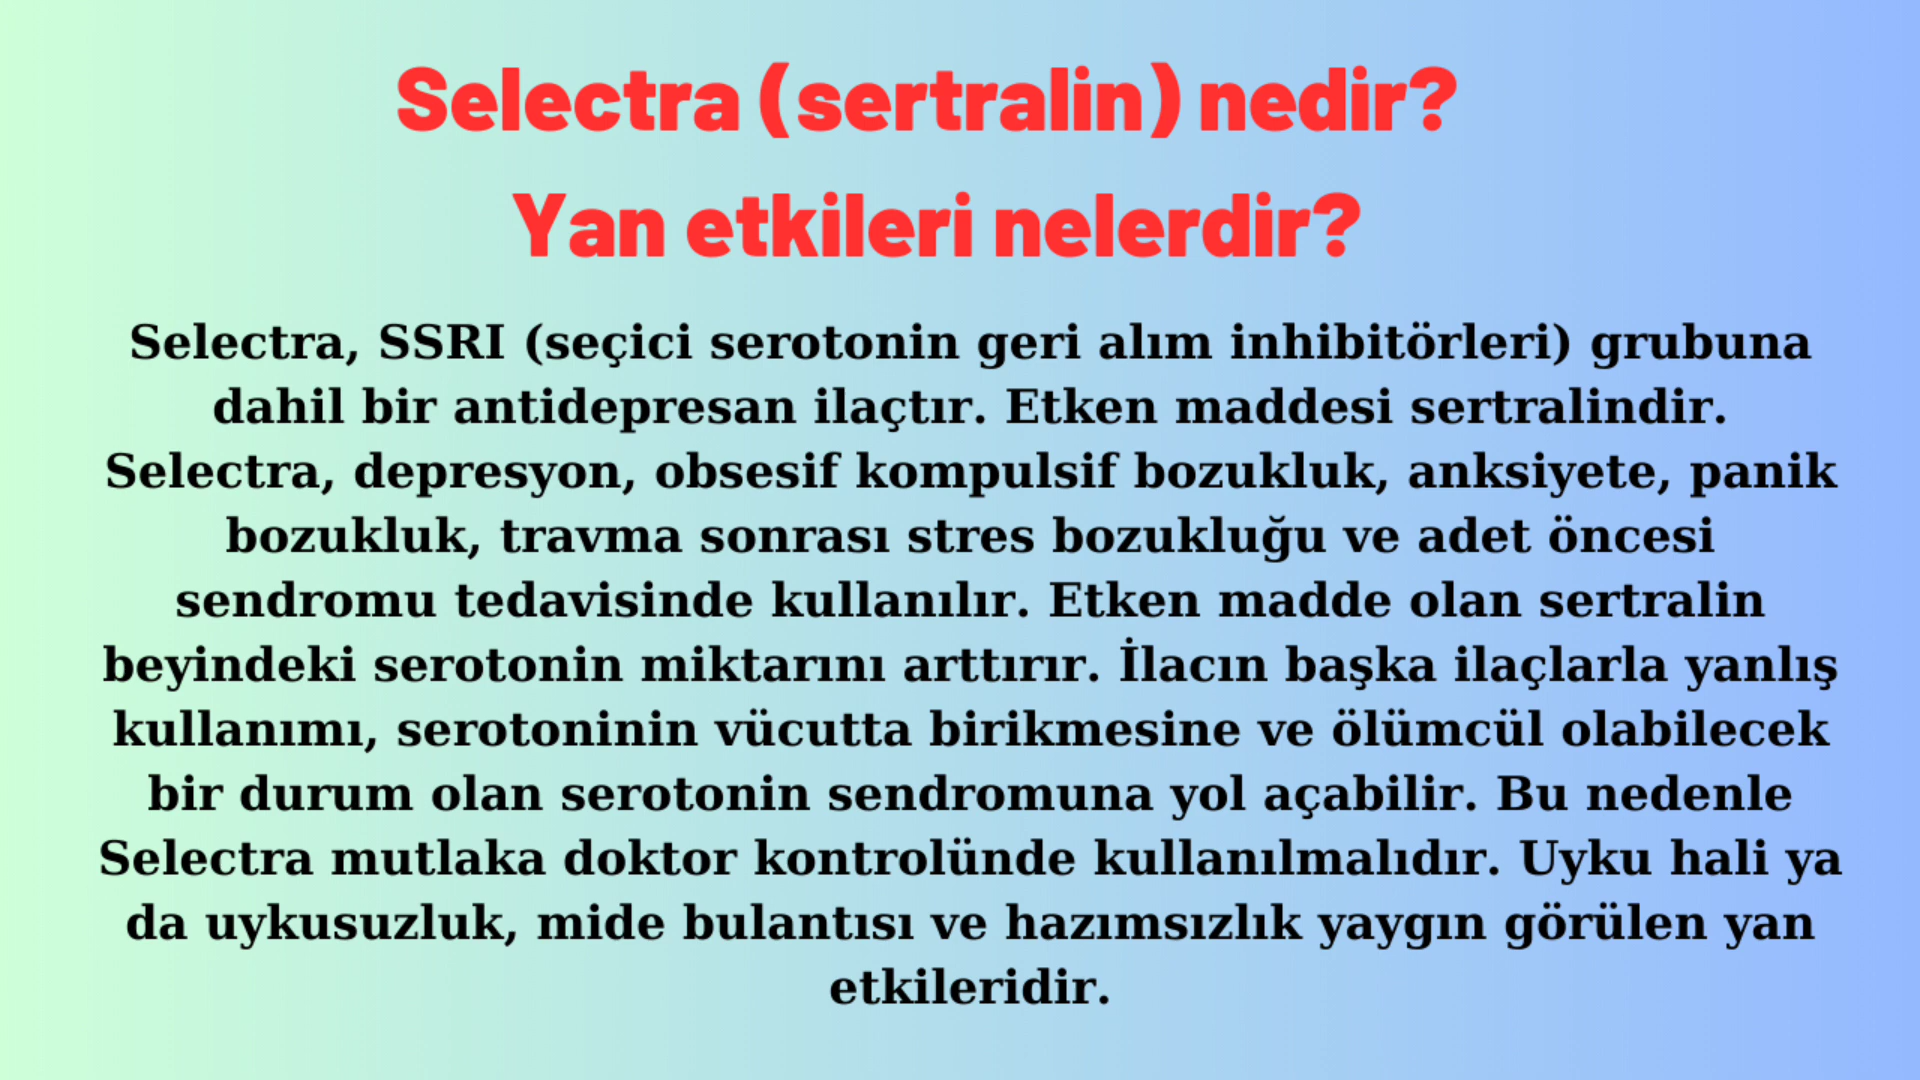 Selectra (sertralin) nedir?
Yan etkileri nelerdir?
Selectra, SSRI (seçici serotonin geri alım inhibitörleri) grubuna
dahil bir antidepresan ilaçtır. Etken maddesi sertralindir.
Selectra, depresyon, obsesif kompulsif bozukluk, anksiyete, panik
bozukluk, travma sonrası stres bozukluğu ve adet öncesi
sendromu tedavisinde kullanılır. Etken madde olan sertralin
beyindeki serotonin miktarını arttırır. İlacın başka ilaçlarla yanlış
kullanımı, serotoninin vücutta birikmesine ve ölümcül olabilecek
bir durum olan serotonin sendromuna yol açabilir. Bu nedenle
Selectra mutlaka doktor kontrolünde kullanılmalıdır. Uyku hali ya
da uykusuzluk, mide bulantısı ve hazımsızlık yaygın görülen yan
etkileridir.